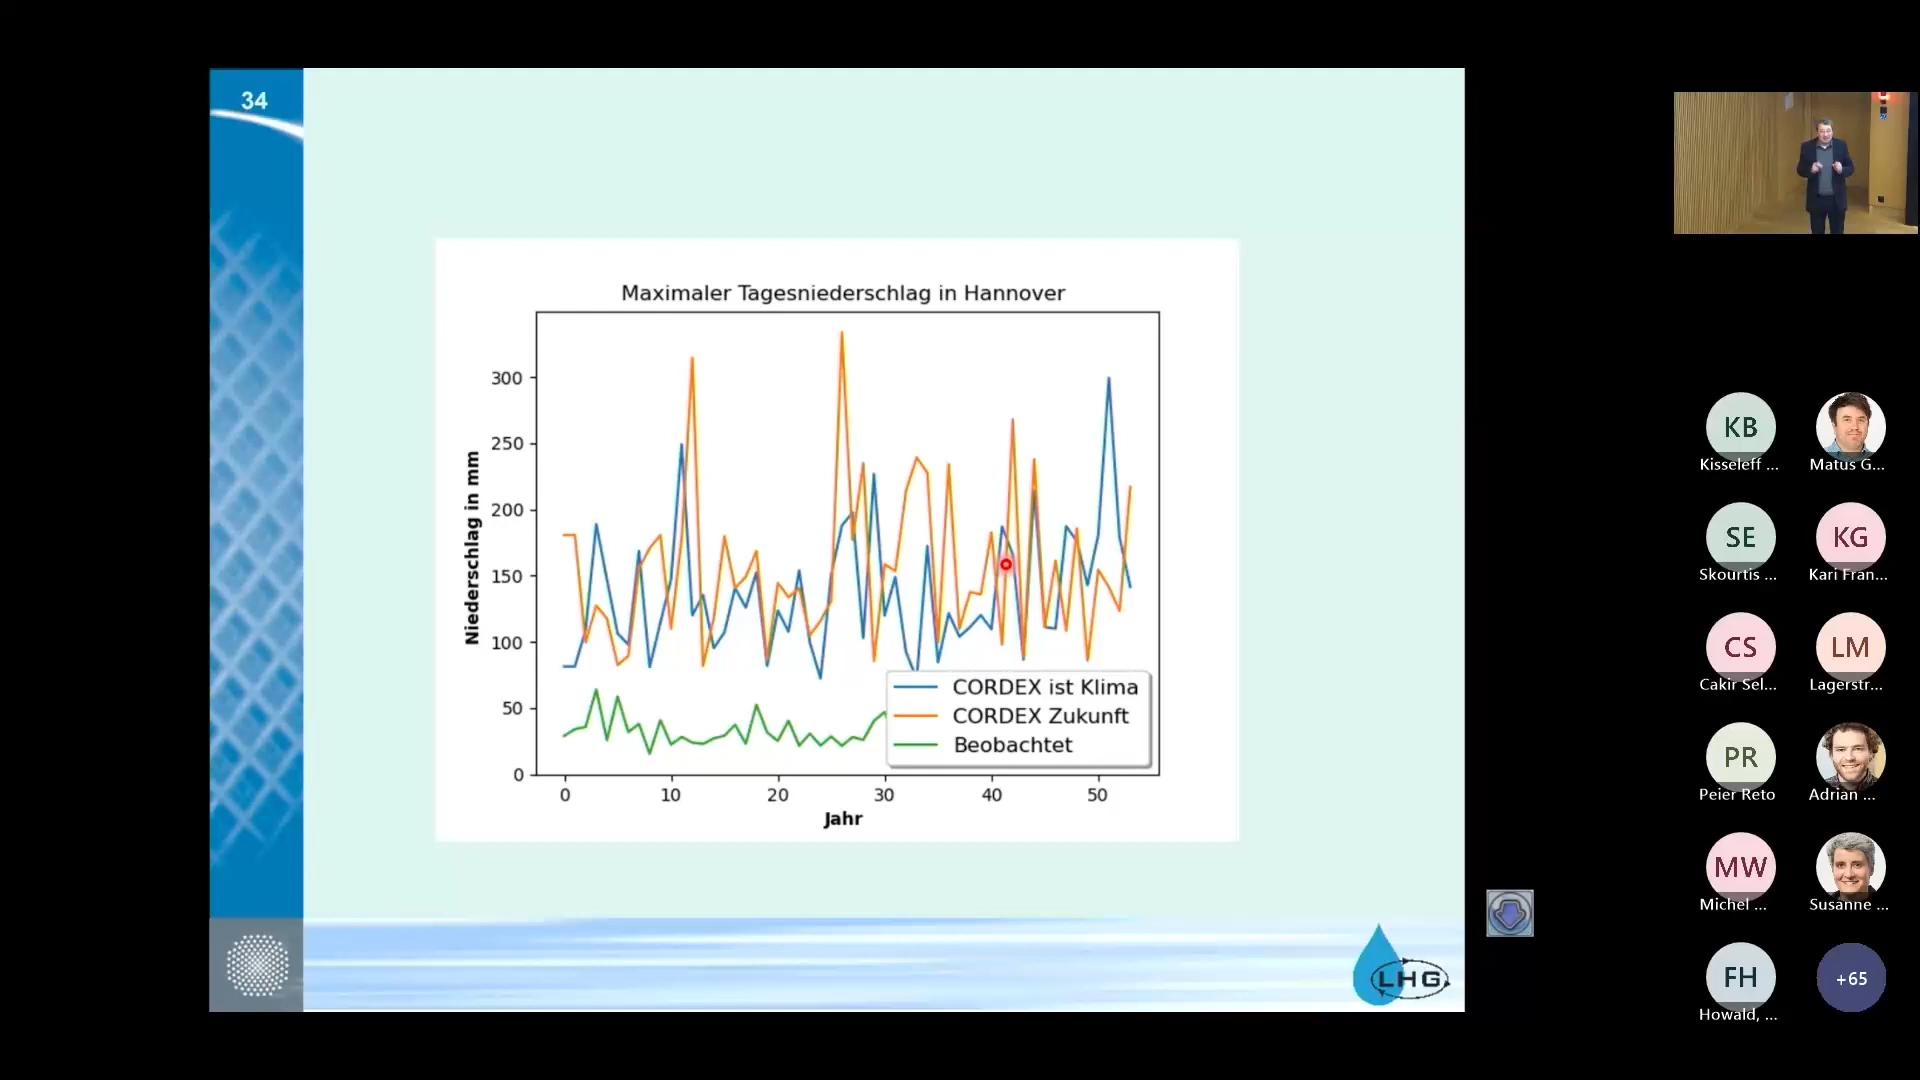 34
Maximaler Tagesniederschlag in Hannover
Niederschlag in mm
300
250
200
150
100
50
0
0 10 20 30 40 50
Jahr
CORDEX ist Klima
CORDEX Zukunft
Beobachtet
LHG
KB
Kisseleff ...
Matus G...
SE
Skourtis ...
KG
Kari Fran...
CS
Cakir Sel...
LM
Lagerstr...
PR
Peier Reto
Adrian ...
MW
Michel ...
Susanne ...
FH
Howald, ...
+65